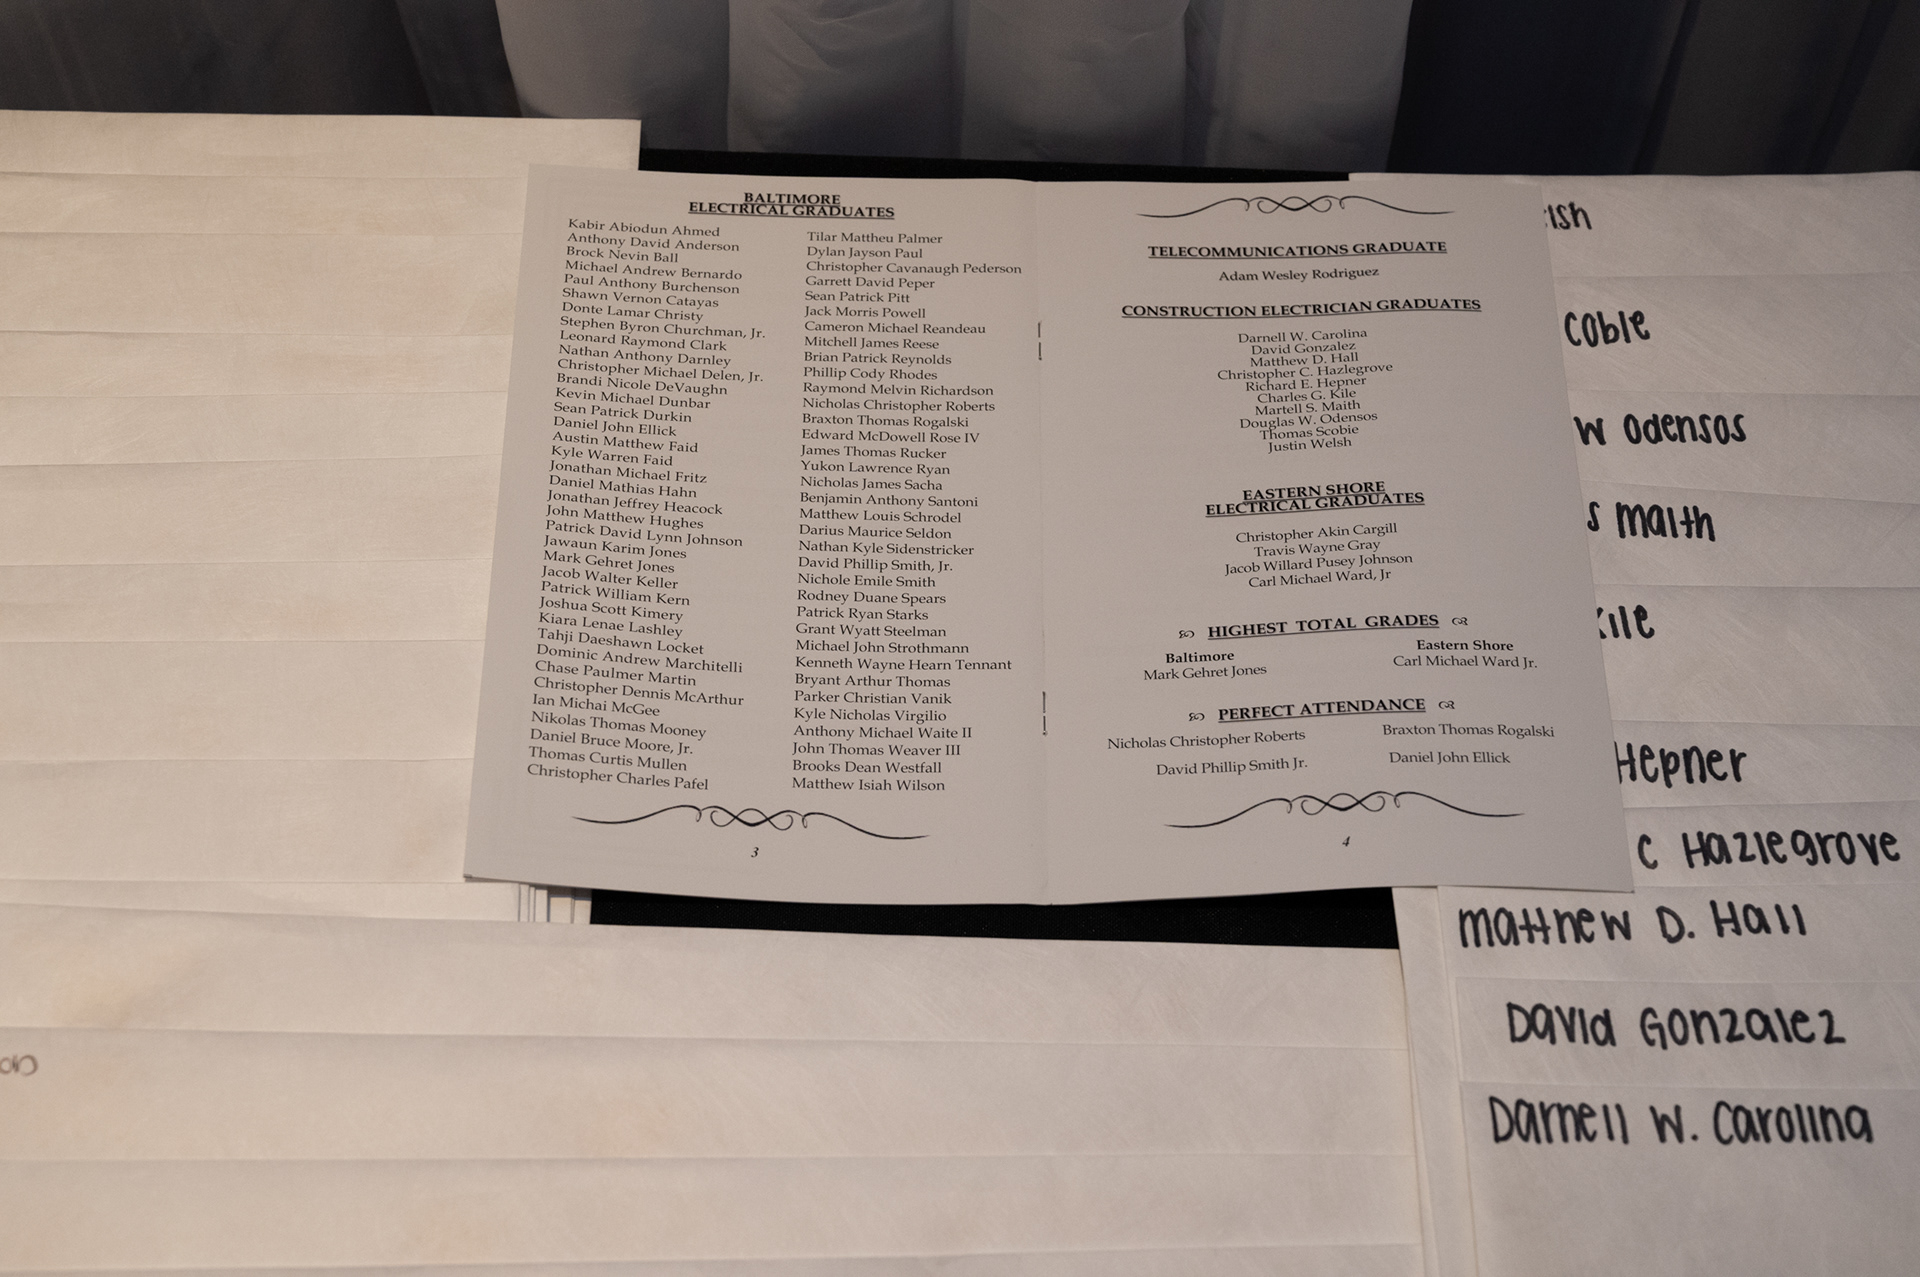 BALTIMORE
ELECTRICAL GRADUATES
Kabir Abiodun Ahmed
Anthony David Anderson
Brock Nevin Ball
Michael Andrew Bernardo
Paul Anthony Burchenson
Shawn Vernon Catayas
Donte Lamar Christy
Stephen Byron Churchman, Jr.
Leonard Raymond Clark
Nathan Anthony Darnley
Christopher Michael Delen, Jr.
Brandi Nicole DeVaughn
Kevin Michael Dunbar
Sean Patrick Durkin
Daniel John Ellick
Austin Matthew Faid
Kyle Warren Faid
Jonathan Michael Fritz
Daniel Mathias Hahn
Jonathan Jeffrey Heacock
John Matthew Hughes
Patrick David Lynn Johnson
Jawaun Karim Jones
Mark Gehret Jones
Jacob Walter Keller
Patrick William Kern
Joshua Scott Kimery
Kiara Lenae Lashley
Tahji Daeshawn Locket
Dominic Andrew Marchitelli
Chase Paulmer Martin
Christopher Dennis McArthur
Ian Michai McGee
Nikolas Thomas Mooney
Daniel Bruce Moore, Jr.
Thomas Curtis Mullen
Christopher Charles Pafel
Tilar Mattheu Palmer
Dylan Jayson Paul
Christopher Cavanaugh Pederson
Garrett David Peper
Sean Patrick Pitt
Jack Morris Powell
Cameron Michael Reandeau
Mitchell James Reese
Brian Patrick Reynolds
Phillip Cody Rhodes
Raymond Melvin Richardson
Nicholas Christopher Roberts
Braxton Thomas Rogalski
Edward McDowell Rose IV
James Thomas Rucker
Yukon Lawrence Ryan
Nicholas James Sacha
Benjamin Anthony Santoni
Matthew Louis Schrodel
Darius Maurice Seldon
Nathan Kyle Sidenstricker
David Phillip Smith, Jr.
Nichole Emile Smith
Rodney Duane Spears
Patrick Ryan Starks
Grant Wyatt Steelman
Michael John Strothmann
Kenneth Wayne Hearn Tennant
Bryant Arthur Thomas
Parker Christian Vanik
Kyle Nicholas Virgilio
Anthony Michael Waite II
John Thomas Weaver III
Brooks Dean Westfall
Matthew Isiah Wilson
3
TELECOMMUNICATIONS GRADUATE
Adam Wesley Rodriguez
CONSTRUCTION ELECTRICIAN GRADUATES
Darnell W. Carolina
David Gonzalez
Matthew D. Hall
Christopher C. Hazlegrove
Richard E. Hepner
Charles G. Kile
Martell S. Maith
Douglas W. Odensos
Thomas Scobie
Justin Welsh
EASTERN SHORE
ELECTRICAL GRADUATES
Christopher Akin Cargill
Travis Wayne Gray
Jacob Willard Pusey Johnson
Carl Michael Ward, Jr
HIGHEST TOTAL GRADES
Baltimore
Mark Gehret Jones
Eastern Shore
Carl Michael Ward Jr.
PERFECT ATTENDANCE
Nicholas Christopher Roberts
Braxton Thomas Rogalski
David Phillip Smith Jr.
Daniel John Ellick
4
coble
W Odensos
s maith
Kile
Hepner
C Hazlegrove
matthew D. Hall
David Gonzalez
Darnell W. Carolina